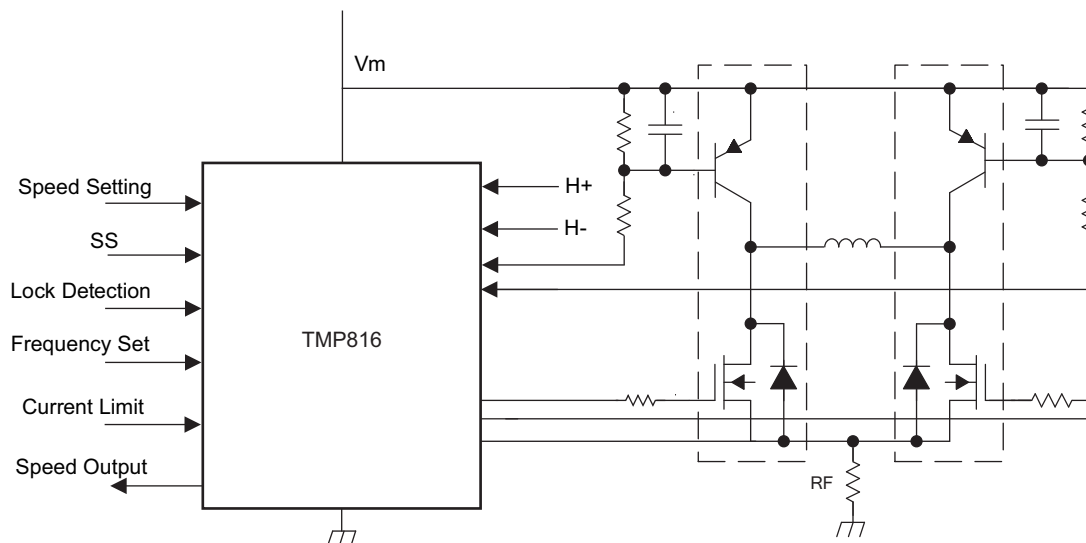 Vm
Speed Setting
SS
Lock Detection
Frequency Set
Current Limit
Speed Output
TMP816
H+
H-
RF